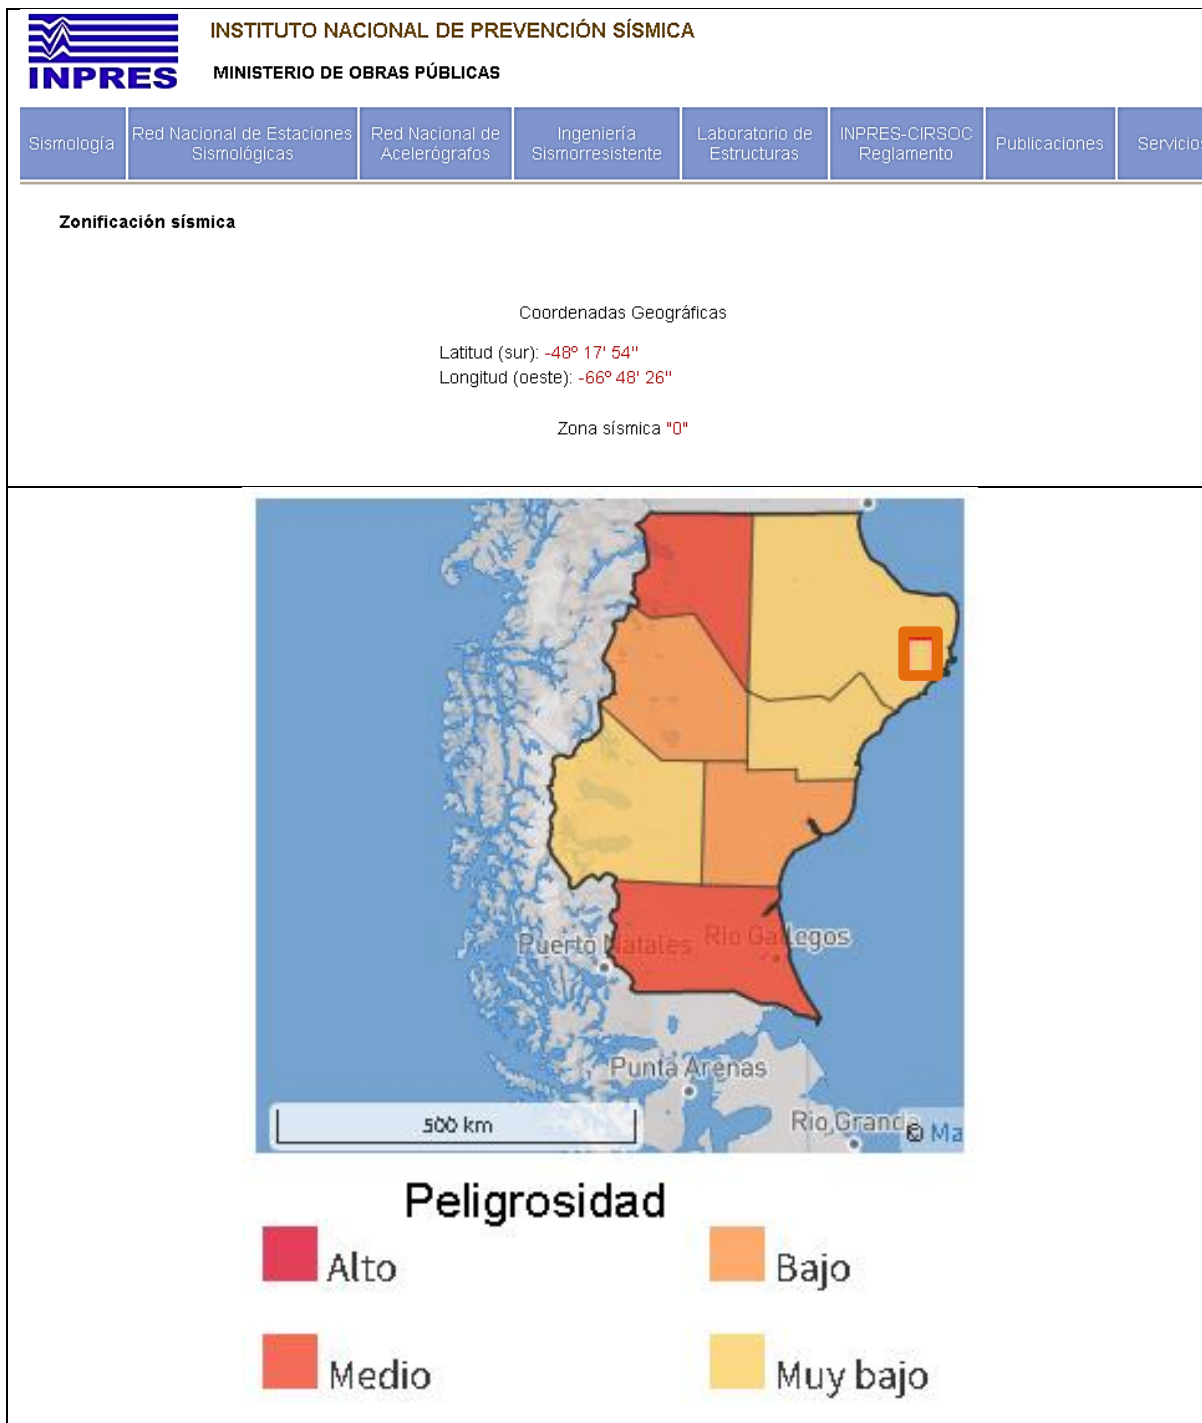 INSTITUTO NACIONAL DE PREVENCIÓN SÍSMICA
INPRES
MINISTERIO DE OBRAS PÚBLICAS
Sismología
Red Nacional de Estaciones
Sismológicas
Red Nacional de
Acelerógrafos
Ingeniería
Sismorresistente
Laboratorio de
Estructuras
INPRES-CIRSOC
Reglamento
Publicaciones
Servicios
Zonificación sísmica
Coordenadas Geográficas
Latitud (sur): -48º 17' 54"
Longitud (oeste): -66º 48' 26"
Zona sísmica "0"
Puerto Natales
Río Gallegos
Punta Arenas
Río Grande
500 km
© Ma
Peligrosidad
Alto
Bajo
Medio
Muy bajo